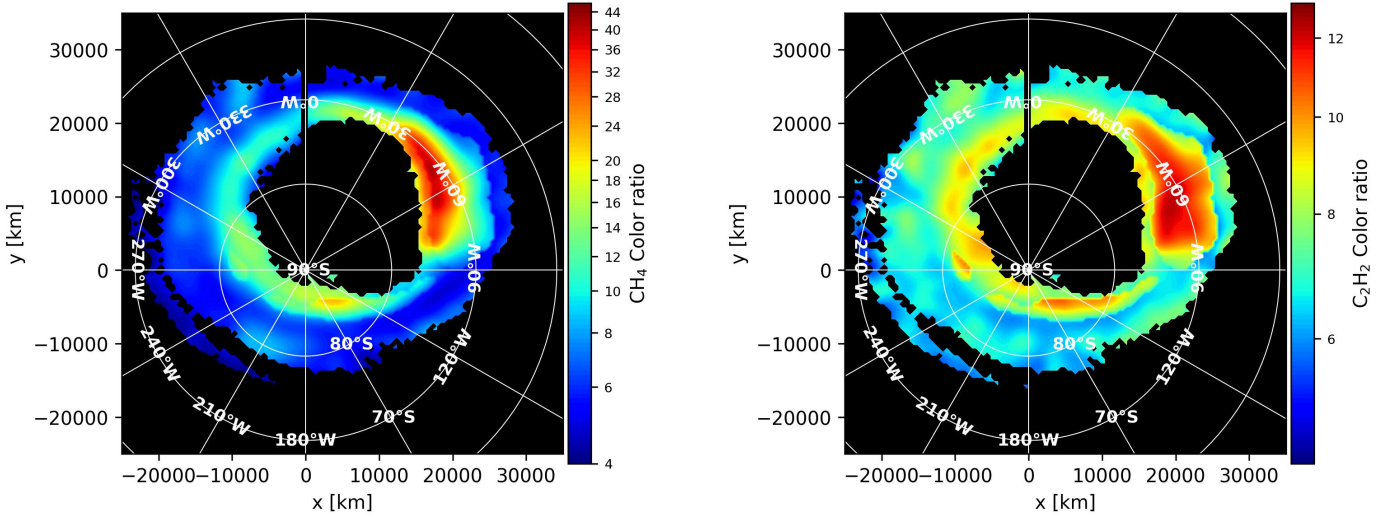 30000
20000
10000
0
−10000
−20000
y [km]
−20000
−10000
0
10000
20000
30000
x [km]
0°W
30°W
60°W
90°W
120°W
180°W
210°W
240°W
270°W
300°W
330°W
90°S
80°S
70°S
44
40
36
32
28
24
20
18
16
14
12
10
8
6
4
CH₄ Color ratio
30000
20000
10000
0
−10000
−20000
y [km]
−20000
−10000
0
10000
20000
30000
x [km]
0°W
30°W
60°W
90°W
120°W
180°W
210°W
240°W
270°W
300°W
330°W
90°S
80°S
70°S
12
10
8
6
C₂H₂ Color ratio